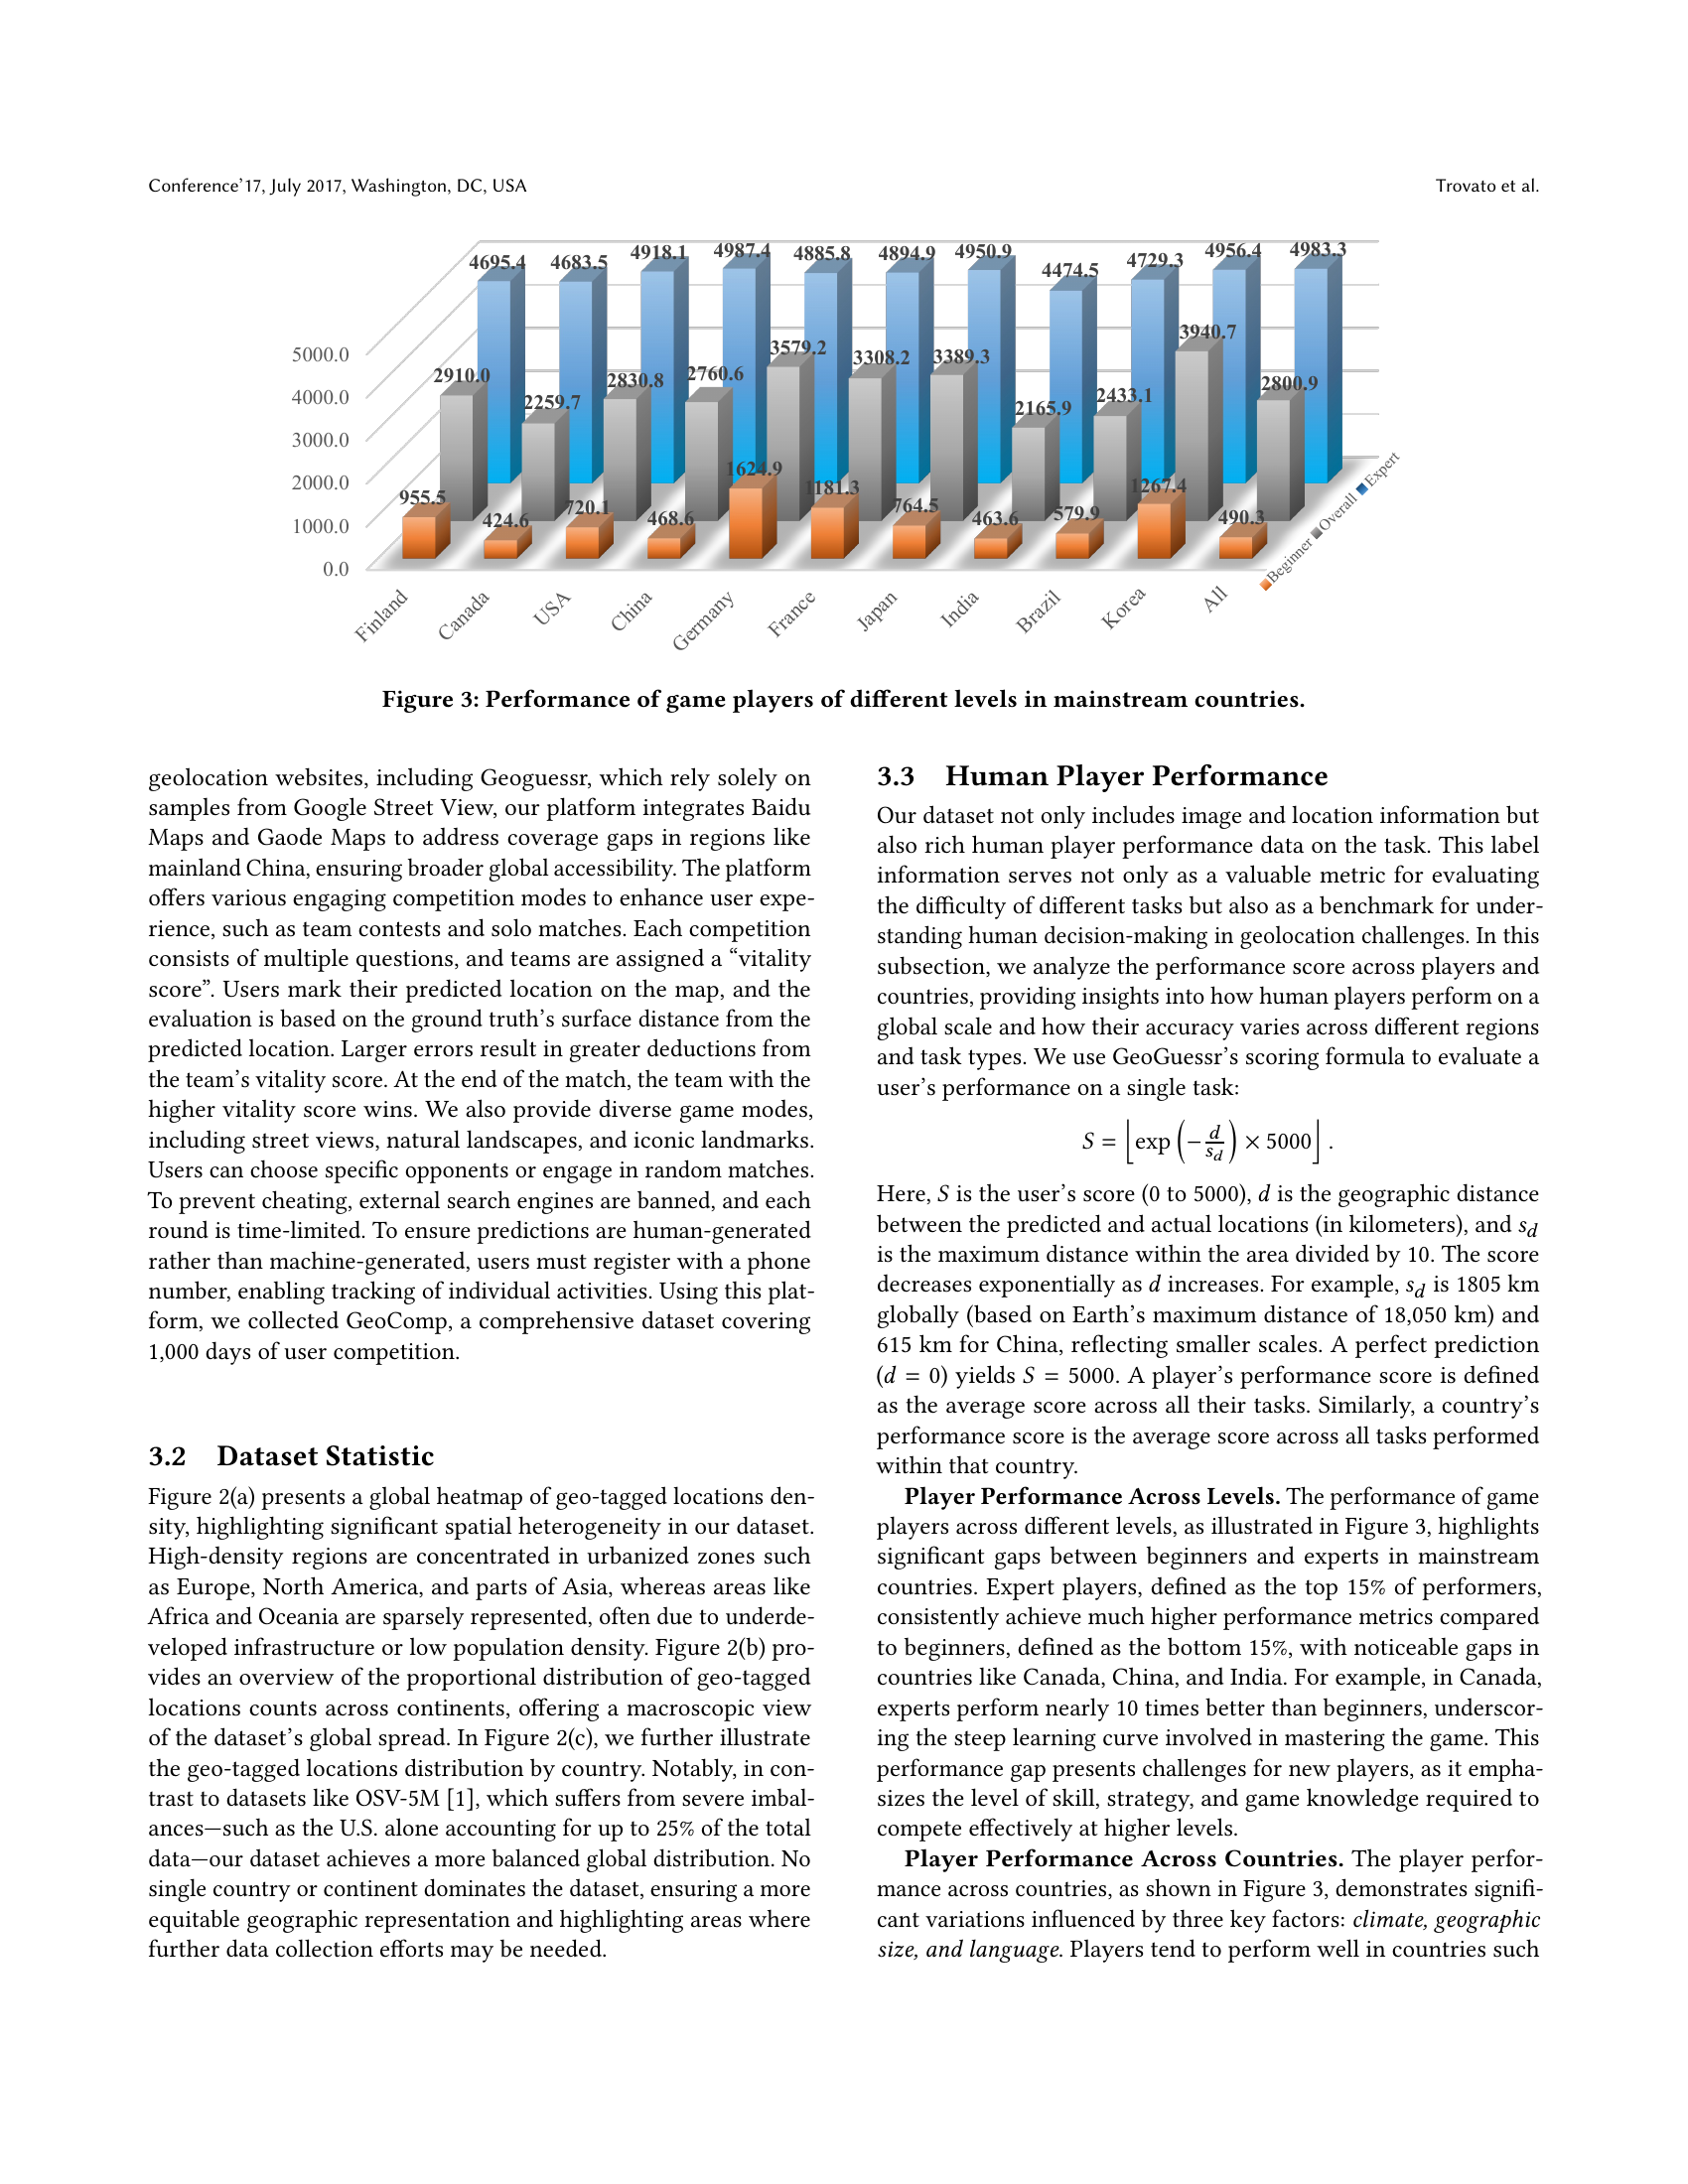 Conference’17, July 2017, Washington, DC, USA
Trovato et al.
4695.4 4683.5 4918.1 4987.4 4885.8 4894.9 4950.9 4474.5 4729.3 4956.4 4983.3
2910.0 2259.7 2830.8 2760.6 3579.2 3308.2 3389.3 2165.9 2433.1 3940.7 2800.9
955.5 424.6 720.1 468.6 1624.9 1181.3 764.5 463.6 579.9 1267.4 490.3
5000.0
4000.0
3000.0
2000.0
1000.0
0.0
Finland Canada USA China Germany France Japan India Brazil Korea All
Beginner Overall Expert
Figure 3: Performance of game players of different levels in mainstream countries.
geolocation websites, including Geoguessr, which rely solely on
samples from Google Street View, our platform integrates Baidu
Maps and Gaode Maps to address coverage gaps in regions like
mainland China, ensuring broader global accessibility. The platform
offers various engaging competition modes to enhance user expe-
rience, such as team contests and solo matches. Each competition
consists of multiple questions, and teams are assigned a “vitality
score”. Users mark their predicted location on the map, and the
evaluation is based on the ground truth’s surface distance from the
predicted location. Larger errors result in greater deductions from
the team’s vitality score. At the end of the match, the team with the
higher vitality score wins. We also provide diverse game modes,
including street views, natural landscapes, and iconic landmarks.
Users can choose specific opponents or engage in random matches.
To prevent cheating, external search engines are banned, and each
round is time-limited. To ensure predictions are human-generated
rather than machine-generated, users must register with a phone
number, enabling tracking of individual activities. Using this plat-
form, we collected GeoComp, a comprehensive dataset covering
1,000 days of user competition.
3.2 Dataset Statistic
Figure 2(a) presents a global heatmap of geo-tagged locations den-
sity, highlighting significant spatial heterogeneity in our dataset.
High-density regions are concentrated in urbanized zones such
as Europe, North America, and parts of Asia, whereas areas like
Africa and Oceania are sparsely represented, often due to underde-
veloped infrastructure or low population density. Figure 2(b) pro-
vides an overview of the proportional distribution of geo-tagged
locations counts across continents, offering a macroscopic view
of the dataset’s global spread. In Figure 2(c), we further illustrate
the geo-tagged locations distribution by country. Notably, in con-
trast to datasets like OSV-5M [1], which suffers from severe imbal-
ances—such as the U.S. alone accounting for up to 25% of the total
data—our dataset achieves a more balanced global distribution. No
single country or continent dominates the dataset, ensuring a more
equitable geographic representation and highlighting areas where
further data collection efforts may be needed.
3.3 Human Player Performance
Our dataset not only includes image and location information but
also rich human player performance data on the task. This label
information serves not only as a valuable metric for evaluating
the difficulty of different tasks but also as a benchmark for under-
standing human decision-making in geolocation challenges. In this
subsection, we analyze the performance score across players and
countries, providing insights into how human players perform on a
global scale and how their accuracy varies across different regions
and task types. We use GeoGuessr’s scoring formula to evaluate a
user’s performance on a single task:
S = ⌊exp (−d/s_d) × 5000⌋ .
Here, S is the user’s score (0 to 5000), d is the geographic distance
between the predicted and actual locations (in kilometers), and s_d
is the maximum distance within the area divided by 10. The score
decreases exponentially as d increases. For example, s_d is 1805 km
globally (based on Earth’s maximum distance of 18,050 km) and
615 km for China, reflecting smaller scales. A perfect prediction
(d = 0) yields S = 5000. A player’s performance score is defined
as the average score across all their tasks. Similarly, a country’s
performance score is the average score across all tasks performed
within that country.
Player Performance Across Levels. The performance of game
players across different levels, as illustrated in Figure 3, highlights
significant gaps between beginners and experts in mainstream
countries. Expert players, defined as the top 15% of performers,
consistently achieve much higher performance metrics compared
to beginners, defined as the bottom 15%, with noticeable gaps in
countries like Canada, China, and India. For example, in Canada,
experts perform nearly 10 times better than beginners, underscor-
ing the steep learning curve involved in mastering the game. This
performance gap presents challenges for new players, as it empha-
sizes the level of skill, strategy, and game knowledge required to
compete effectively at higher levels.
Player Performance Across Countries. The player perfor-
mance across countries, as shown in Figure 3, demonstrates signifi-
cant variations influenced by three key factors: climate, geographic
size, and language. Players tend to perform well in countries such